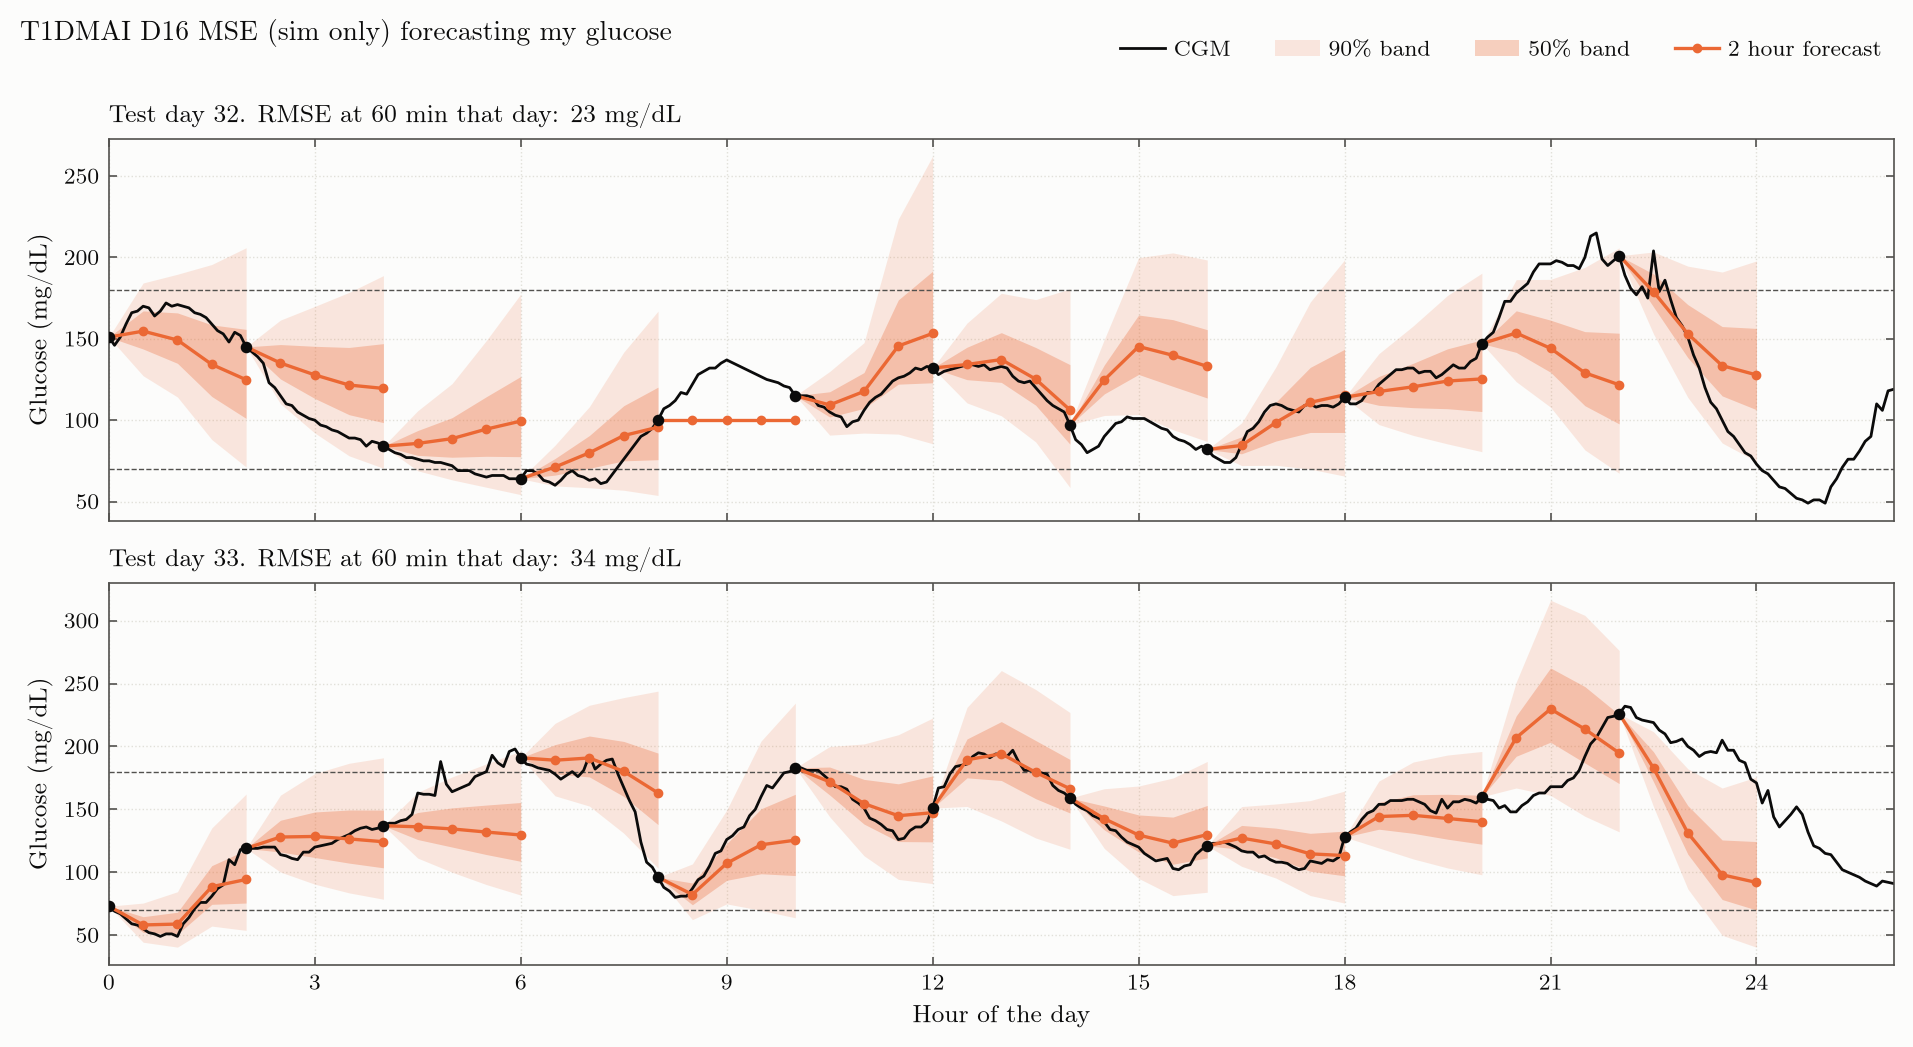 T1DMAI D16 MSE (sim only) forecasting my glucose
CGM 90% band 50% band 2 hour forecast
Test day 32. RMSE at 60 min that day: 23 mg/dL
Glucose (mg/dL)
250
200
150
100
50
Test day 33. RMSE at 60 min that day: 34 mg/dL
Glucose (mg/dL)
300
250
200
150
100
50
0 3 6 9 12 15 18 21 24
Hour of the day